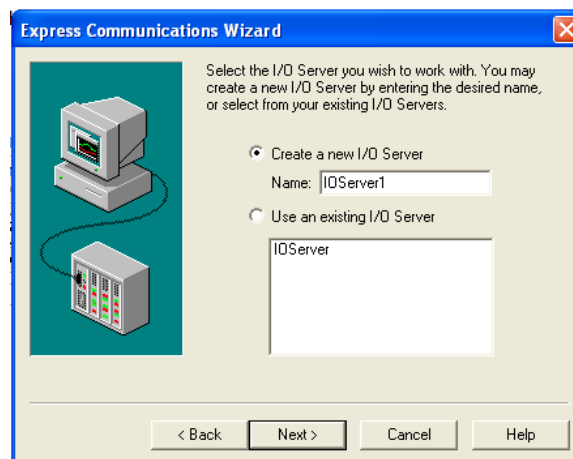 Express Communications Wizard
Select the I/O Server you wish to work with. You may
create a new I/O Server by entering the desired name,
or select from your existing I/O Servers.
Create a new I/O Server
Name: IOServer1
Use an existing I/O Server
IOServer
< Back Next > Cancel Help